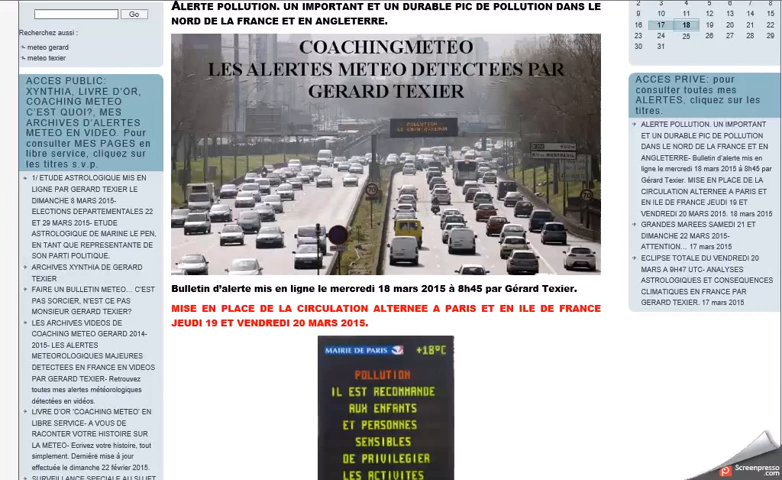 Go
Recherchez aussi :
meteo gerard
meteo texier
ACCES PUBLIC:
XYNTHIA, LIVRE D'OR,
COACHING METEO
C'EST QUOI?, MES
ARCHIVES D'ALERTES
METEO EN VIDEO. Pour
consulter MES PAGES en
libre service, cliquez sur
les titres s.v.p.
1/ ETUDE ASTROLOGIQUE MIS EN
LIGNE PAR GERARD TEXIER LE
DIMANCHE 8 MARS 2015-
ELECTIONS DEPARTEMENTALES 22
ET 29 MARS 2015- ETUDE
ASTROLOGIQUE DE MARINE LE PEN,
EN TANT QUE REPRESENTANTE DE
SON PARTI POLITIQUE.
ARCHIVES XYNTHIA DE GERARD
TEXIER
FAIRE UN BULLETIN METEO... C'EST
PAS SORCIER, N'EST CE PAS
MONSIEUR GERARD TEXIER?
LES ARCHIVES VIDEOS DE
COACHING METEO GERARD 2014-
2015- LES ALERTES
METEOROLOGIQUES MAJEURES
DETECTEES EN FRANCE EN VIDEOS
PAR GERARD TEXIER- Retrouvez
toutes mes alertes météorologiques
détectées en vidéos.
LIVRE D'OR 'COACHING METEO' EN
LIBRE SERVICE- A VOUS DE
RACONTER VOTRE HISTOIRE SUR
LA METEO- Ecrivez votre histoire, tout
simplement. Dernière mise à jour
effectuée le dimanche 22 février 2015.
SURVEILLANCE SPECIALE AU SUJET
ALERTE POLLUTION. UN IMPORTANT ET UN DURABLE PIC DE POLLUTION DANS LE
NORD DE LA FRANCE ET EN ANGLETERRE.
COACHINGMETEO
LES ALERTES METEO DETECTEES PAR
GERARD TEXIER
POLLUTION
70
Bulletin d'alerte mis en ligne le mercredi 18 mars 2015 à 8h45 par Gérard Texier.
MISE EN PLACE DE LA CIRCULATION ALTERNEE A PARIS ET EN ILE DE FRANCE
JEUDI 19 ET VENDREDI 20 MARS 2015.
MAIRIE DE PARIS +18°C
POLLUTION
IL EST RECOMMANDE
AUX ENFANTS
ET PERSONNES
SENSIBLES
DE PRIVILEGIER
LES ACTIVITES
2 3 4 5 6 7 8
9 10 11 12 13 14 15
16 17 18 19 20 21 22
23 24 25 26 27 28 29
30 31
ACCES PRIVE: pour
consulter toutes mes
ALERTES, cliquez sur les
titres.
ALERTE POLLUTION. UN IMPORTANT
ET UN DURABLE PIC DE POLLUTION
DANS LE NORD DE LA FRANCE ET EN
ANGLETERRE- Bulletin d'alerte mis en
ligne le mercredi 18 mars 2015 à 8h45 par
Gérard Texier. MISE EN PLACE DE LA
CIRCULATION ALTERNEE A PARIS ET
EN ILE DE FRANCE JEUDI 19 ET
VENDREDI 20 MARS 2015. 18 mars 2015
GRANDES MAREES SAMEDI 21 ET
DIMANCHE 22 MARS 2015-
ATTENTION... 17 mars 2015
ECLIPSE TOTALE DU VENDREDI 20
MARS A 9H47 UTC- ANALYSES
ASTROLOGIQUES ET CONSEQUENCES
CLIMATIQUES EN FRANCE PAR
GERARD TEXIER. 17 mars 2015
Screenpresso
.com